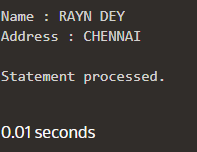 Name : RAYN DEY
Address : CHENNAI
Statement processed.
0.01 seconds